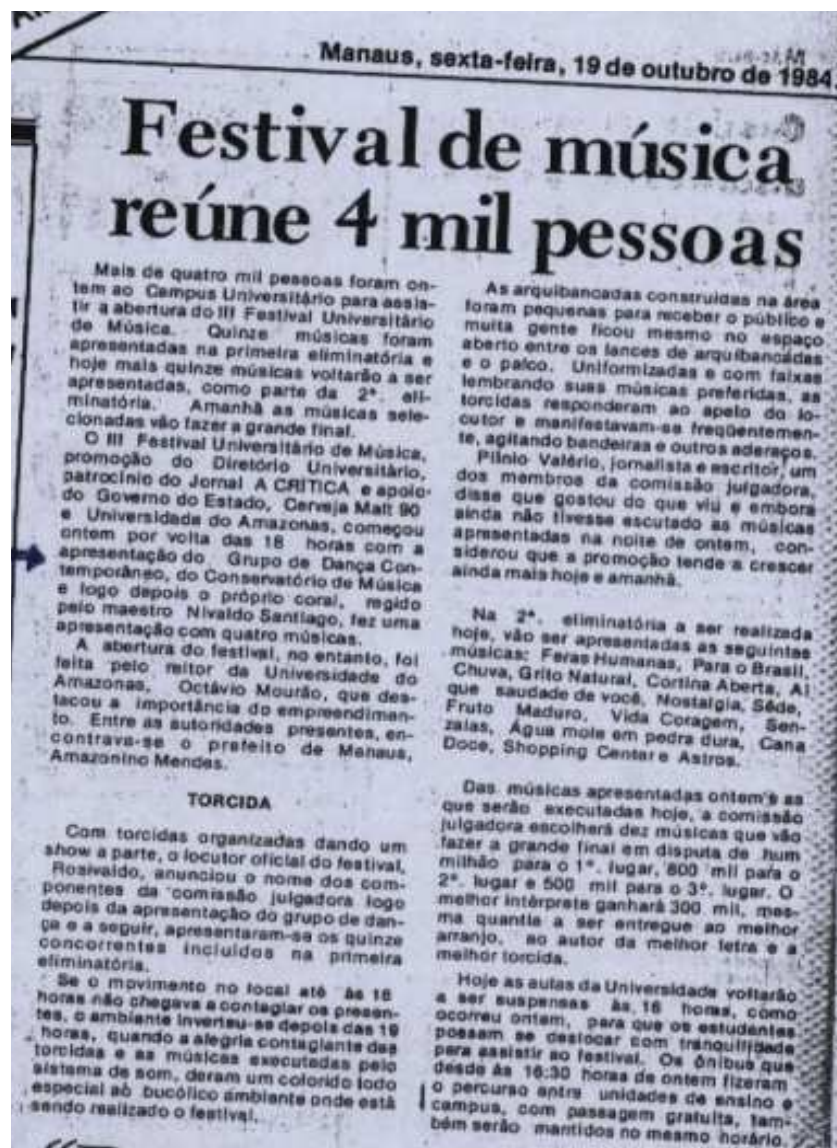 Manaus, sexta-feira, 19 de outubro de 1984
Festival de música
reúne 4 mil pessoas
Mais de quatro mil pessoas foram on-
tem ao Campus Universitário para assis-
tir a abertura do III Festival Universitário
de Música. Quinze músicas foram
apresentadas na primeira eliminatória e
hoje mais quinze músicas voltarão a ser
apresentadas, como parte da 2ª. eli-
minatória. Amanhã as músicas sele-
cionadas vão fazer a grande final.
O III Festival Universitário de Música,
promoção do Diretório Universitário,
patrocínio do Jornal A CRITICA e apoio
do Governo do Estado, Cerveja Malt 90
e Universidade do Amazonas, começou
ontem por volta das 18 horas com a
apresentação do Grupo de Dança Con-
temporâneo, do Conservatório de Música
e logo depois o próprio coral, regido
pelo maestro Nivaldo Santiago, fez uma
apresentação com quatro músicas.
A abertura do festival, no entanto, foi
feita pelo reitor da Universidade do
Amazonas, Octávio Mourão, que des-
tacou a importância do empreendimen-
to. Entre as autoridades presentes, en-
contrava-se o prefeito de Manaus,
Amazonino Mendes.
TORCIDA
Com torcidas organizadas dando um
show a parte, o locutor oficial do festival,
Rosivaldo, anunciou o nome dos com-
ponentes da comissão julgadora logo
depois da apresentação do grupo de dan-
ça e a seguir, apresentaram-se os quinze
concorrentes incluídos na primeira
eliminatória.
Se o movimento no local até às 18
horas não chegava a contagiar os presen-
tes, o ambiente inverteu-se depois das 19
horas, quando a alegria contagiante das
torcidas e as músicas executadas pelo
sistema de som, deram um colorido todo
especial ao bucólico ambiente onde está
sendo realizado o festival.
As arquibancadas construidas na área
foram pequenas para receber o público e
muita gente ficou mesmo no espaço
aberto entre os lances de arquibancadas
e o palco. Uniformizadas e com faixas
lembrando suas músicas preferidas, as
torcidas responderam ao apelo do lo-
cutor e manifestavam-se freqüentemen-
te, agitando bandeiras e outros adereços.
Plínio Valério, jornalista e escritor, um
dos membros da comissão julgadora,
disse que gostou do que viu e embora
ainda não tivesse escutado as músicas
apresentadas na noite de ontem, con-
siderou que a promoção tende a crescer
ainda mais hoje e amanhã.
Na 2ª. eliminatória a ser realizada
hoje, vão ser apresentadas as seguintes
músicas: Feras Humanas, Para o Brasil,
Chuva, Grito Natural, Cortina Aberta, Ai
que saudade de você, Nostalgia, Sêde,
Fruto Maduro, Vida Coragem, Sen-
zalas, Água mole em pedra dura, Cana
Doce, Shopping Center e Astros.
Das músicas apresentadas ontem e as
que serão executadas hoje, a comissão
julgadora escolherá dez músicas que vão
fazer a grande final em disputa de hum
milhão para o 1º. lugar, 800 mil para o
2º. lugar e 500 mil para o 3º. lugar. O
melhor intérprete ganhará 300 mil, mes-
ma quantia a ser entregue ao melhor
arranjo, ao autor da melhor letra e a
melhor torcida.
Hoje as aulas da Universidade voltarão
a ser suspensas às 16 horas, como
ocorreu ontem, para que os estudantes
possam se deslocar com tranquilidade
para assistir ao festival. Os ônibus que
desde às 16:30 horas de ontem fizeram
o percurso entre unidades de ensino e
campus, com passagem gratuita, tam-
bém serão mantidos no mesmo horário.